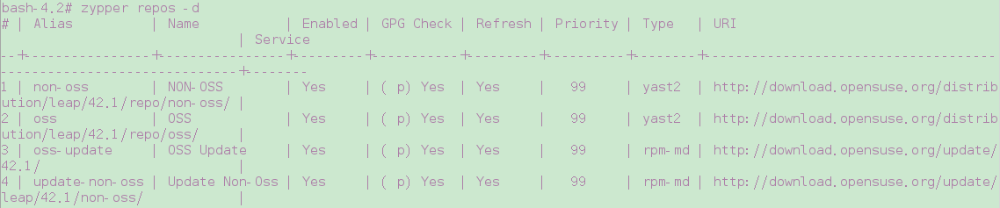 bash-4.2# zypper repos -d
# | Alias          | Name           | Enabled | GPG Check | Refresh | Priority | Type   | URI
                              | Service
--+----------------+----------------+---------+-----------+---------+----------+--------+-----------------------------------
------------------------------+--------
1 | non-oss        | NON-OSS        | Yes     | ( p) Yes  | Yes     |   99     | yast2  | http://download.opensuse.org/distrib
ution/leap/42.1/repo/non-oss/ |
2 | oss            | OSS            | Yes     | ( p) Yes  | Yes     |   99     | yast2  | http://download.opensuse.org/distrib
ution/leap/42.1/repo/oss/     |
3 | oss-update     | OSS Update     | Yes     | ( p) Yes  | Yes     |   99     | rpm-md | http://download.opensuse.org/update/
42.1/                         |
4 | update-non-oss | Update Non-Oss | Yes     | ( p) Yes  | Yes     |   99     | rpm-md | http://download.opensuse.org/update/
leap/42.1/non-oss/            |